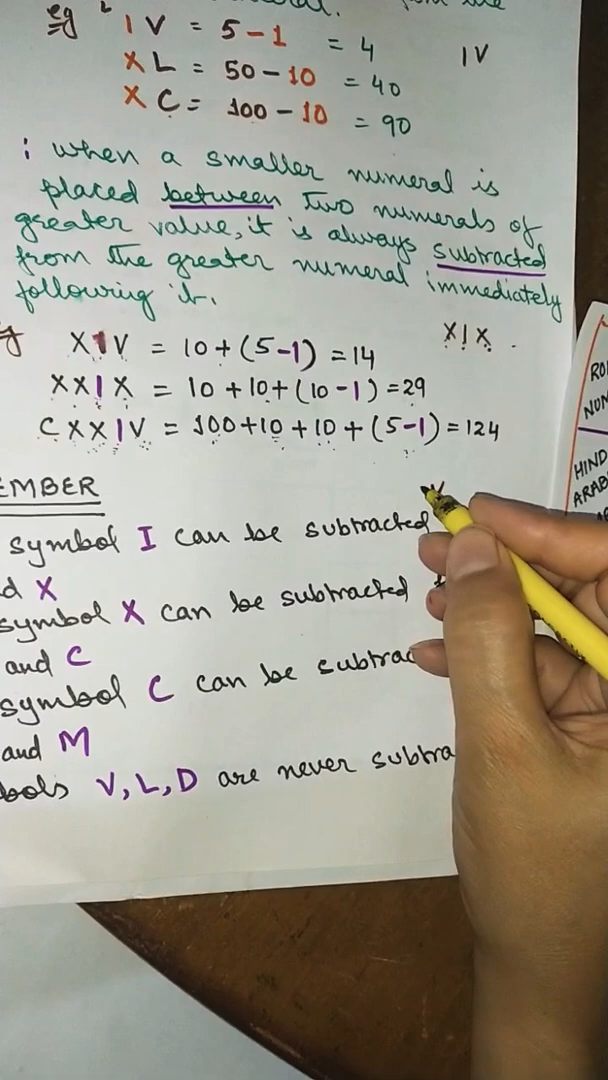 eg IV = 5-1 = 4 IV
XL = 50-10 = 40
XC = 100-10 = 90
: when a smaller numeral is
placed between two numerals of
greater value, it is always subtracted
from the greater numeral immediately
following it.
XIV = 10+(5-1) = 14 XIX.
XXIX = 10+10+(10-1) = 29
CXXIV = 100+10+10+(5-1) = 124
EMBER
symbol I can be subtracted
d X
symbol X can be subtracted
and C
symbol C can be subtrac
and M
bols V, L, D are never subtra
HIND
ARAB